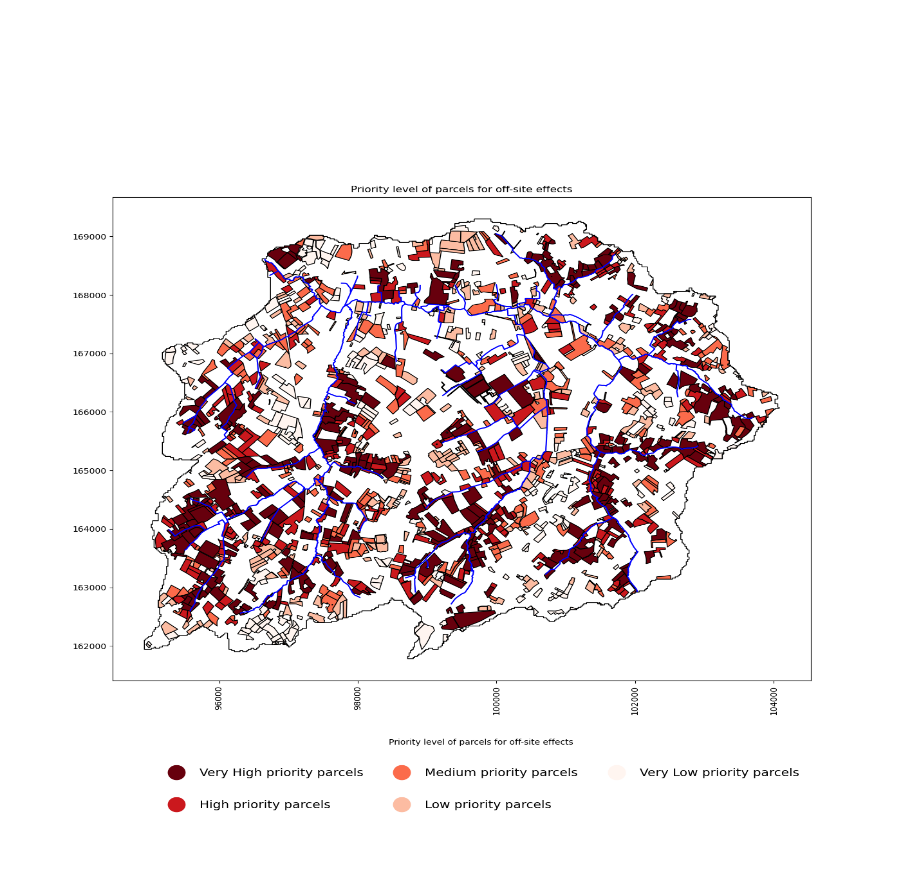 Priority level of parcels for off-site effects
169000
168000
167000
166000
165000
164000
163000
162000
96000
98000
100000
102000
104000
Priority level of parcels for off-site effects
Very High priority parcels
Medium priority parcels
Very Low priority parcels
High priority parcels
Low priority parcels